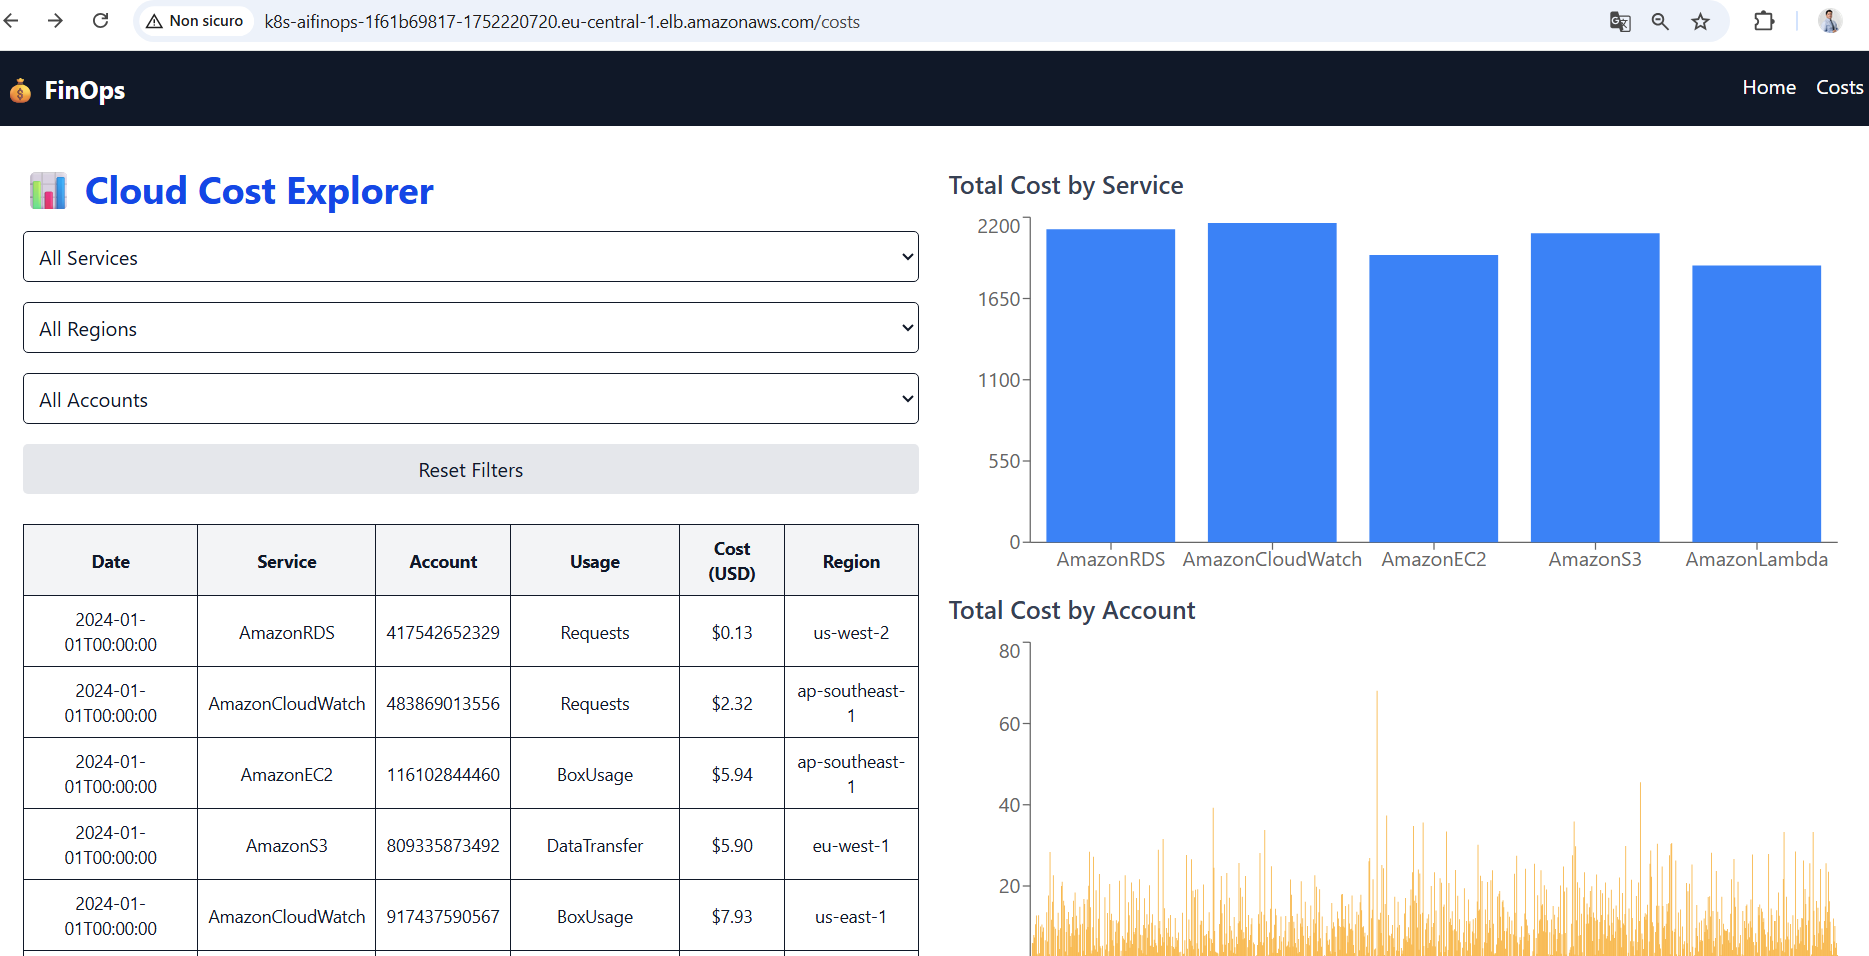 Non sicuro
k8s-aifinops-1f61b69817-1752220720.eu-central-1.elb.amazonaws.com/costs
FinOps
Home
Costs
Cloud Cost Explorer
All Services
All Regions
All Accounts
Reset Filters
Date Service Account Usage Cost (USD) Region
2024-01-01T00:00:00 AmazonRDS 417542652329 Requests $0.13 us-west-2
2024-01-01T00:00:00 AmazonCloudWatch 483869013556 Requests $2.32 ap-southeast-1
2024-01-01T00:00:00 AmazonEC2 116102844460 BoxUsage $5.94 ap-southeast-1
2024-01-01T00:00:00 AmazonS3 809335873492 DataTransfer $5.90 eu-west-1
2024-01-01T00:00:00 AmazonCloudWatch 917437590567 BoxUsage $7.93 us-east-1
Total Cost by Service
2200
1650
1100
550
0
AmazonRDS AmazonCloudWatch AmazonEC2 AmazonS3 AmazonLambda
Total Cost by Account
80
60
40
20